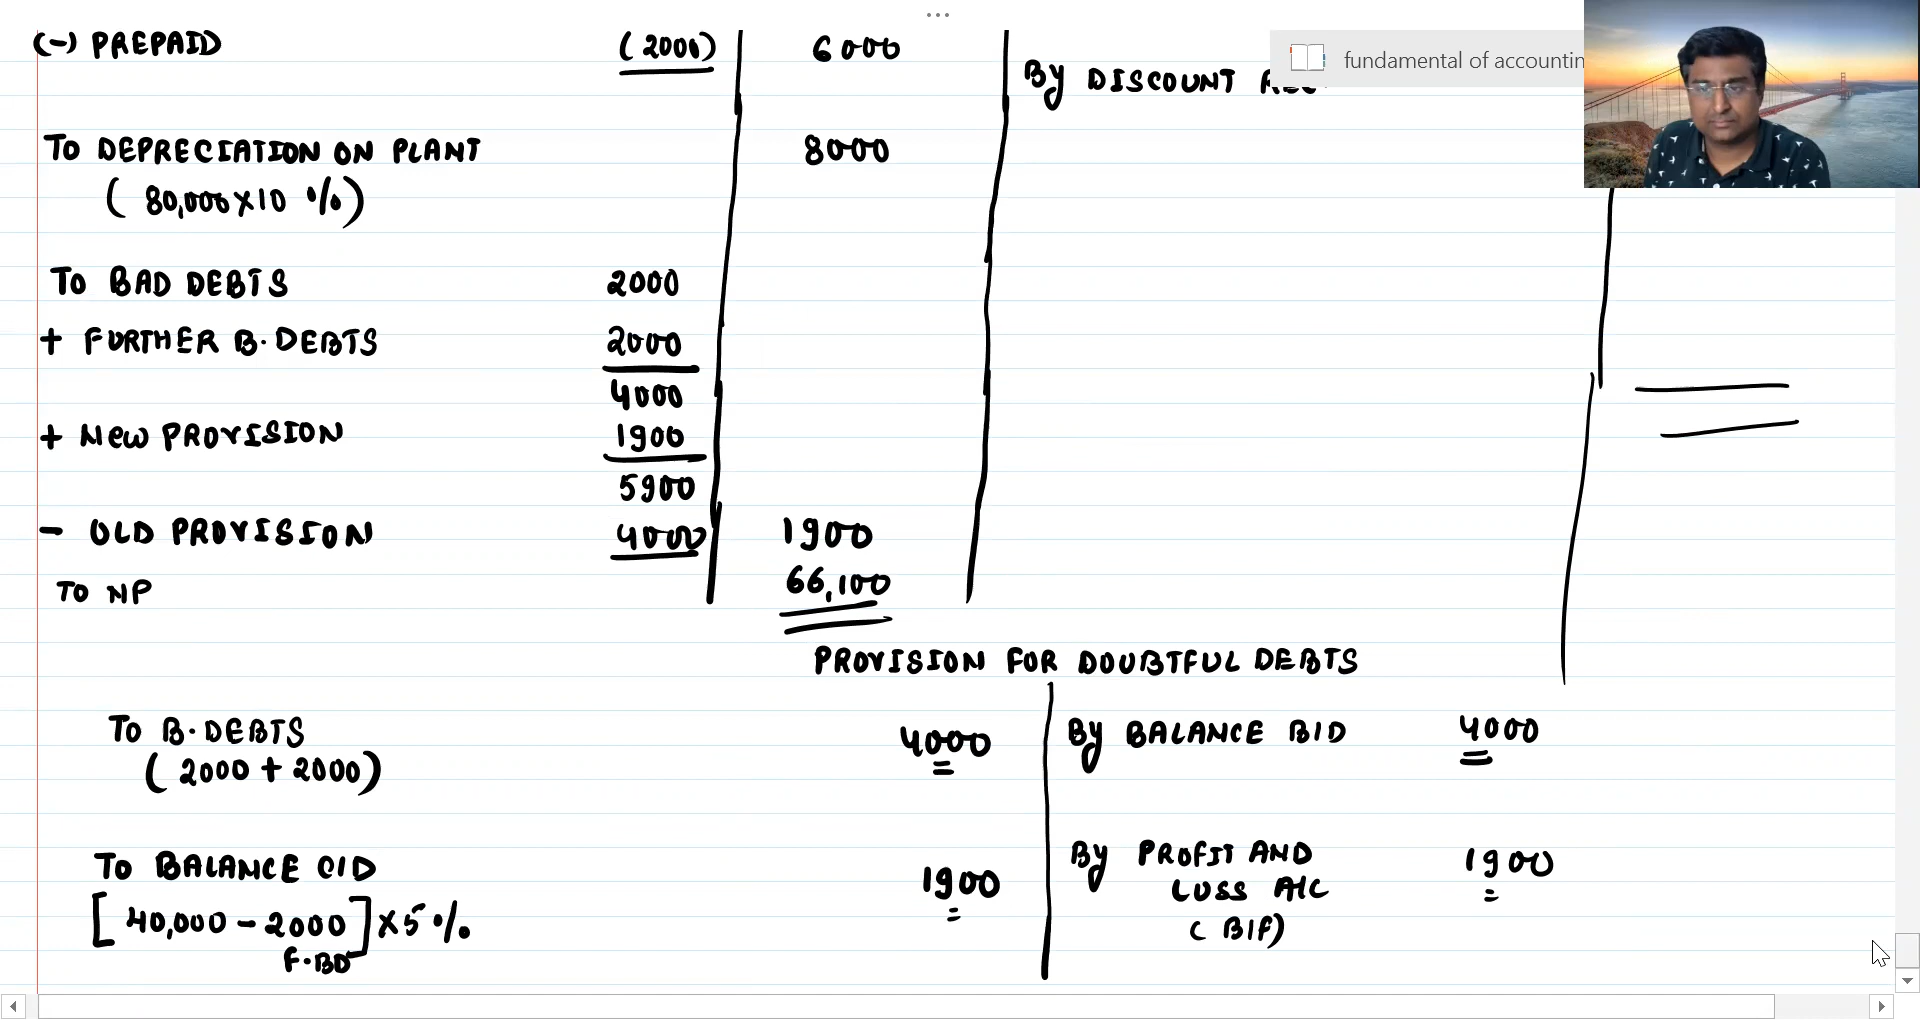 (-) PREPAID (2000) 6000
fundamental of accountin
By DISCOUNT
TO DEPRECIATION ON PLANT 8000
( 80,000 X 10 % )
TO BAD DEBTS 2000
+ FURTHER B. DEBTS 2000
4000
+ NEW PROVISION 1900
5900
- OLD PROVISION 4000 1900
TO NP 66,100
PROVISION FOR DOUBTFUL DEBTS
TO B. DEBTS 4000 By BALANCE B/D 4000
( 2000 + 2000 )
TO BALANCE C/D 1900 By PROFIT AND 1900
LOSS A/C
[ 40,000 - 2000 ] X 5 % ( B/F )
F. BD